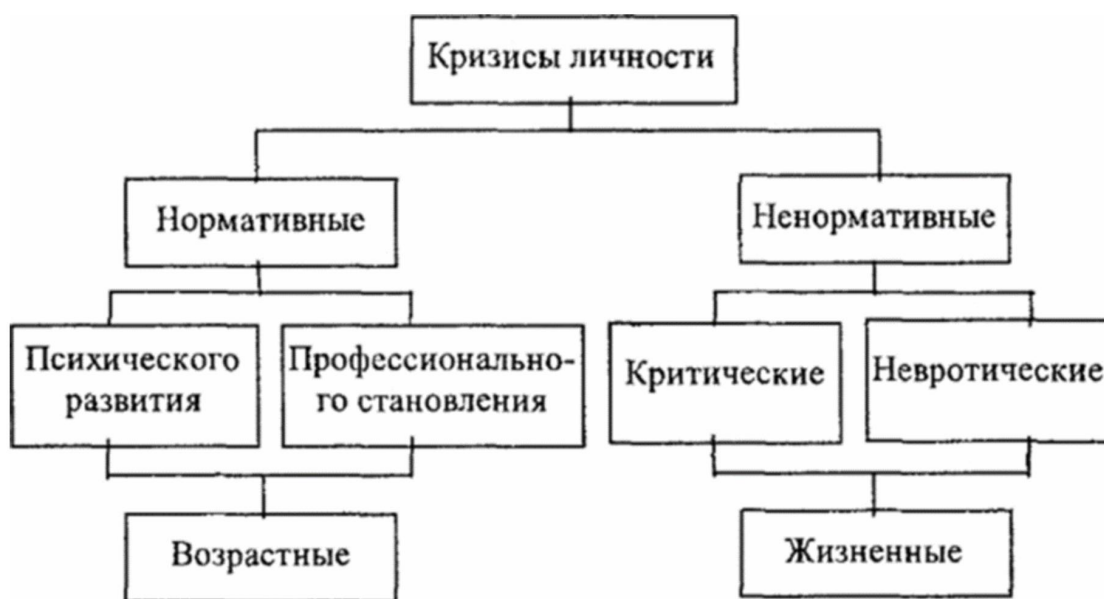 Кризисы личности
Нормативные
Ненормативные
Психического
развития
Профессионально-
го становления
Критические
Невротические
Возрастные
Жизненные